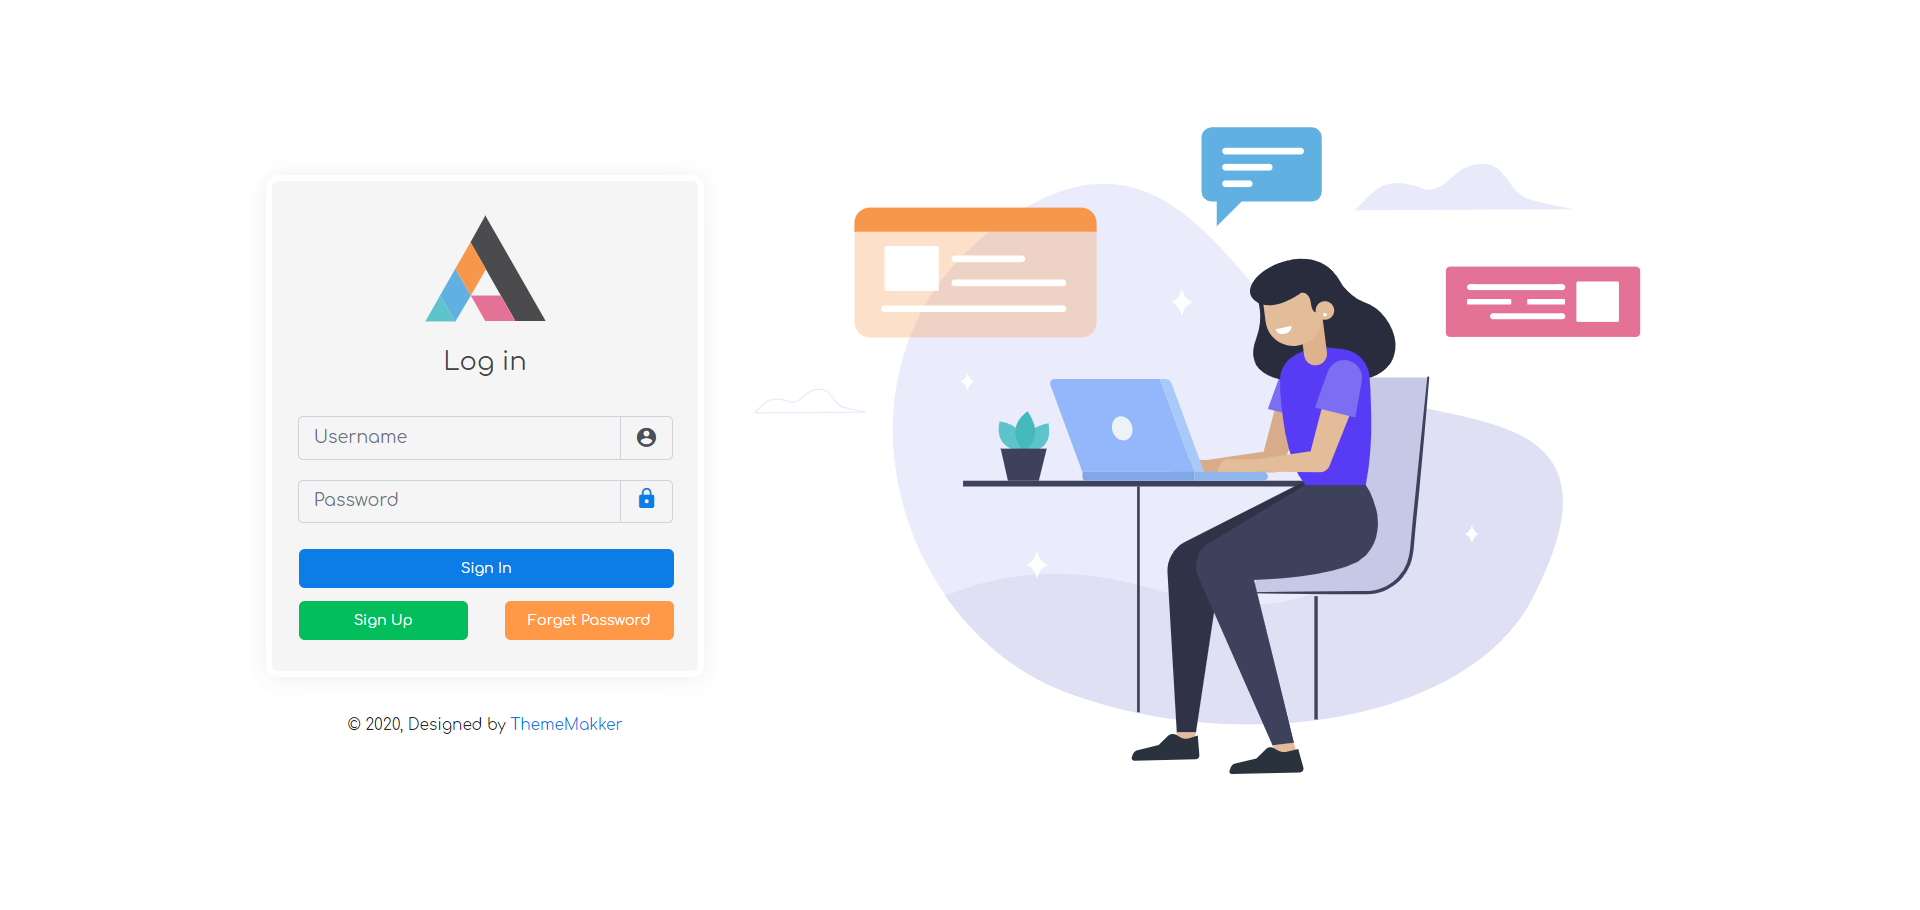 Log in
Username
Password
Sign In
Sign Up
Forget Password
© 2020, Designed by ThemeMakker